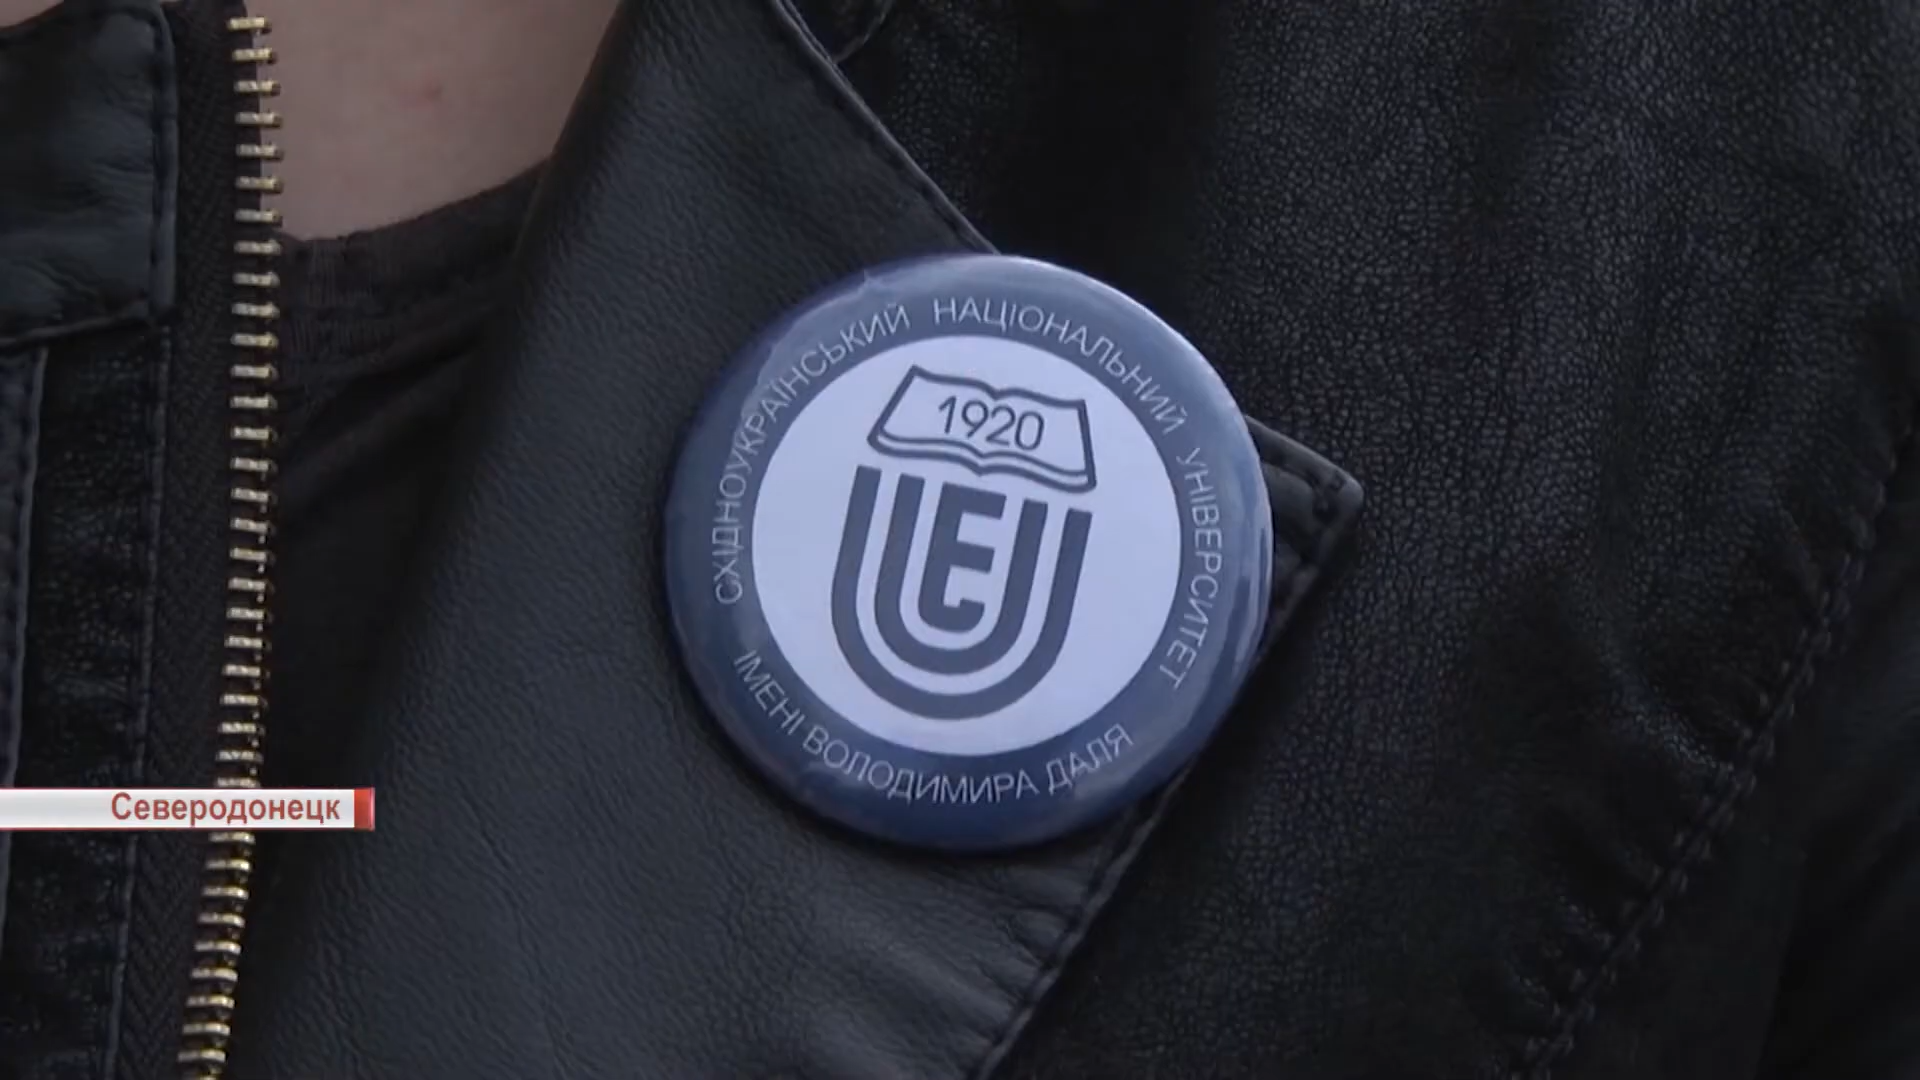 СХІДНОУКРАЇНСЬКИЙ НАЦІОНАЛЬНИЙ УНІВЕРСИТЕТ
1920
ІМЕНІ ВОЛОДИМИРА ДАЛЯ
Северодонецк